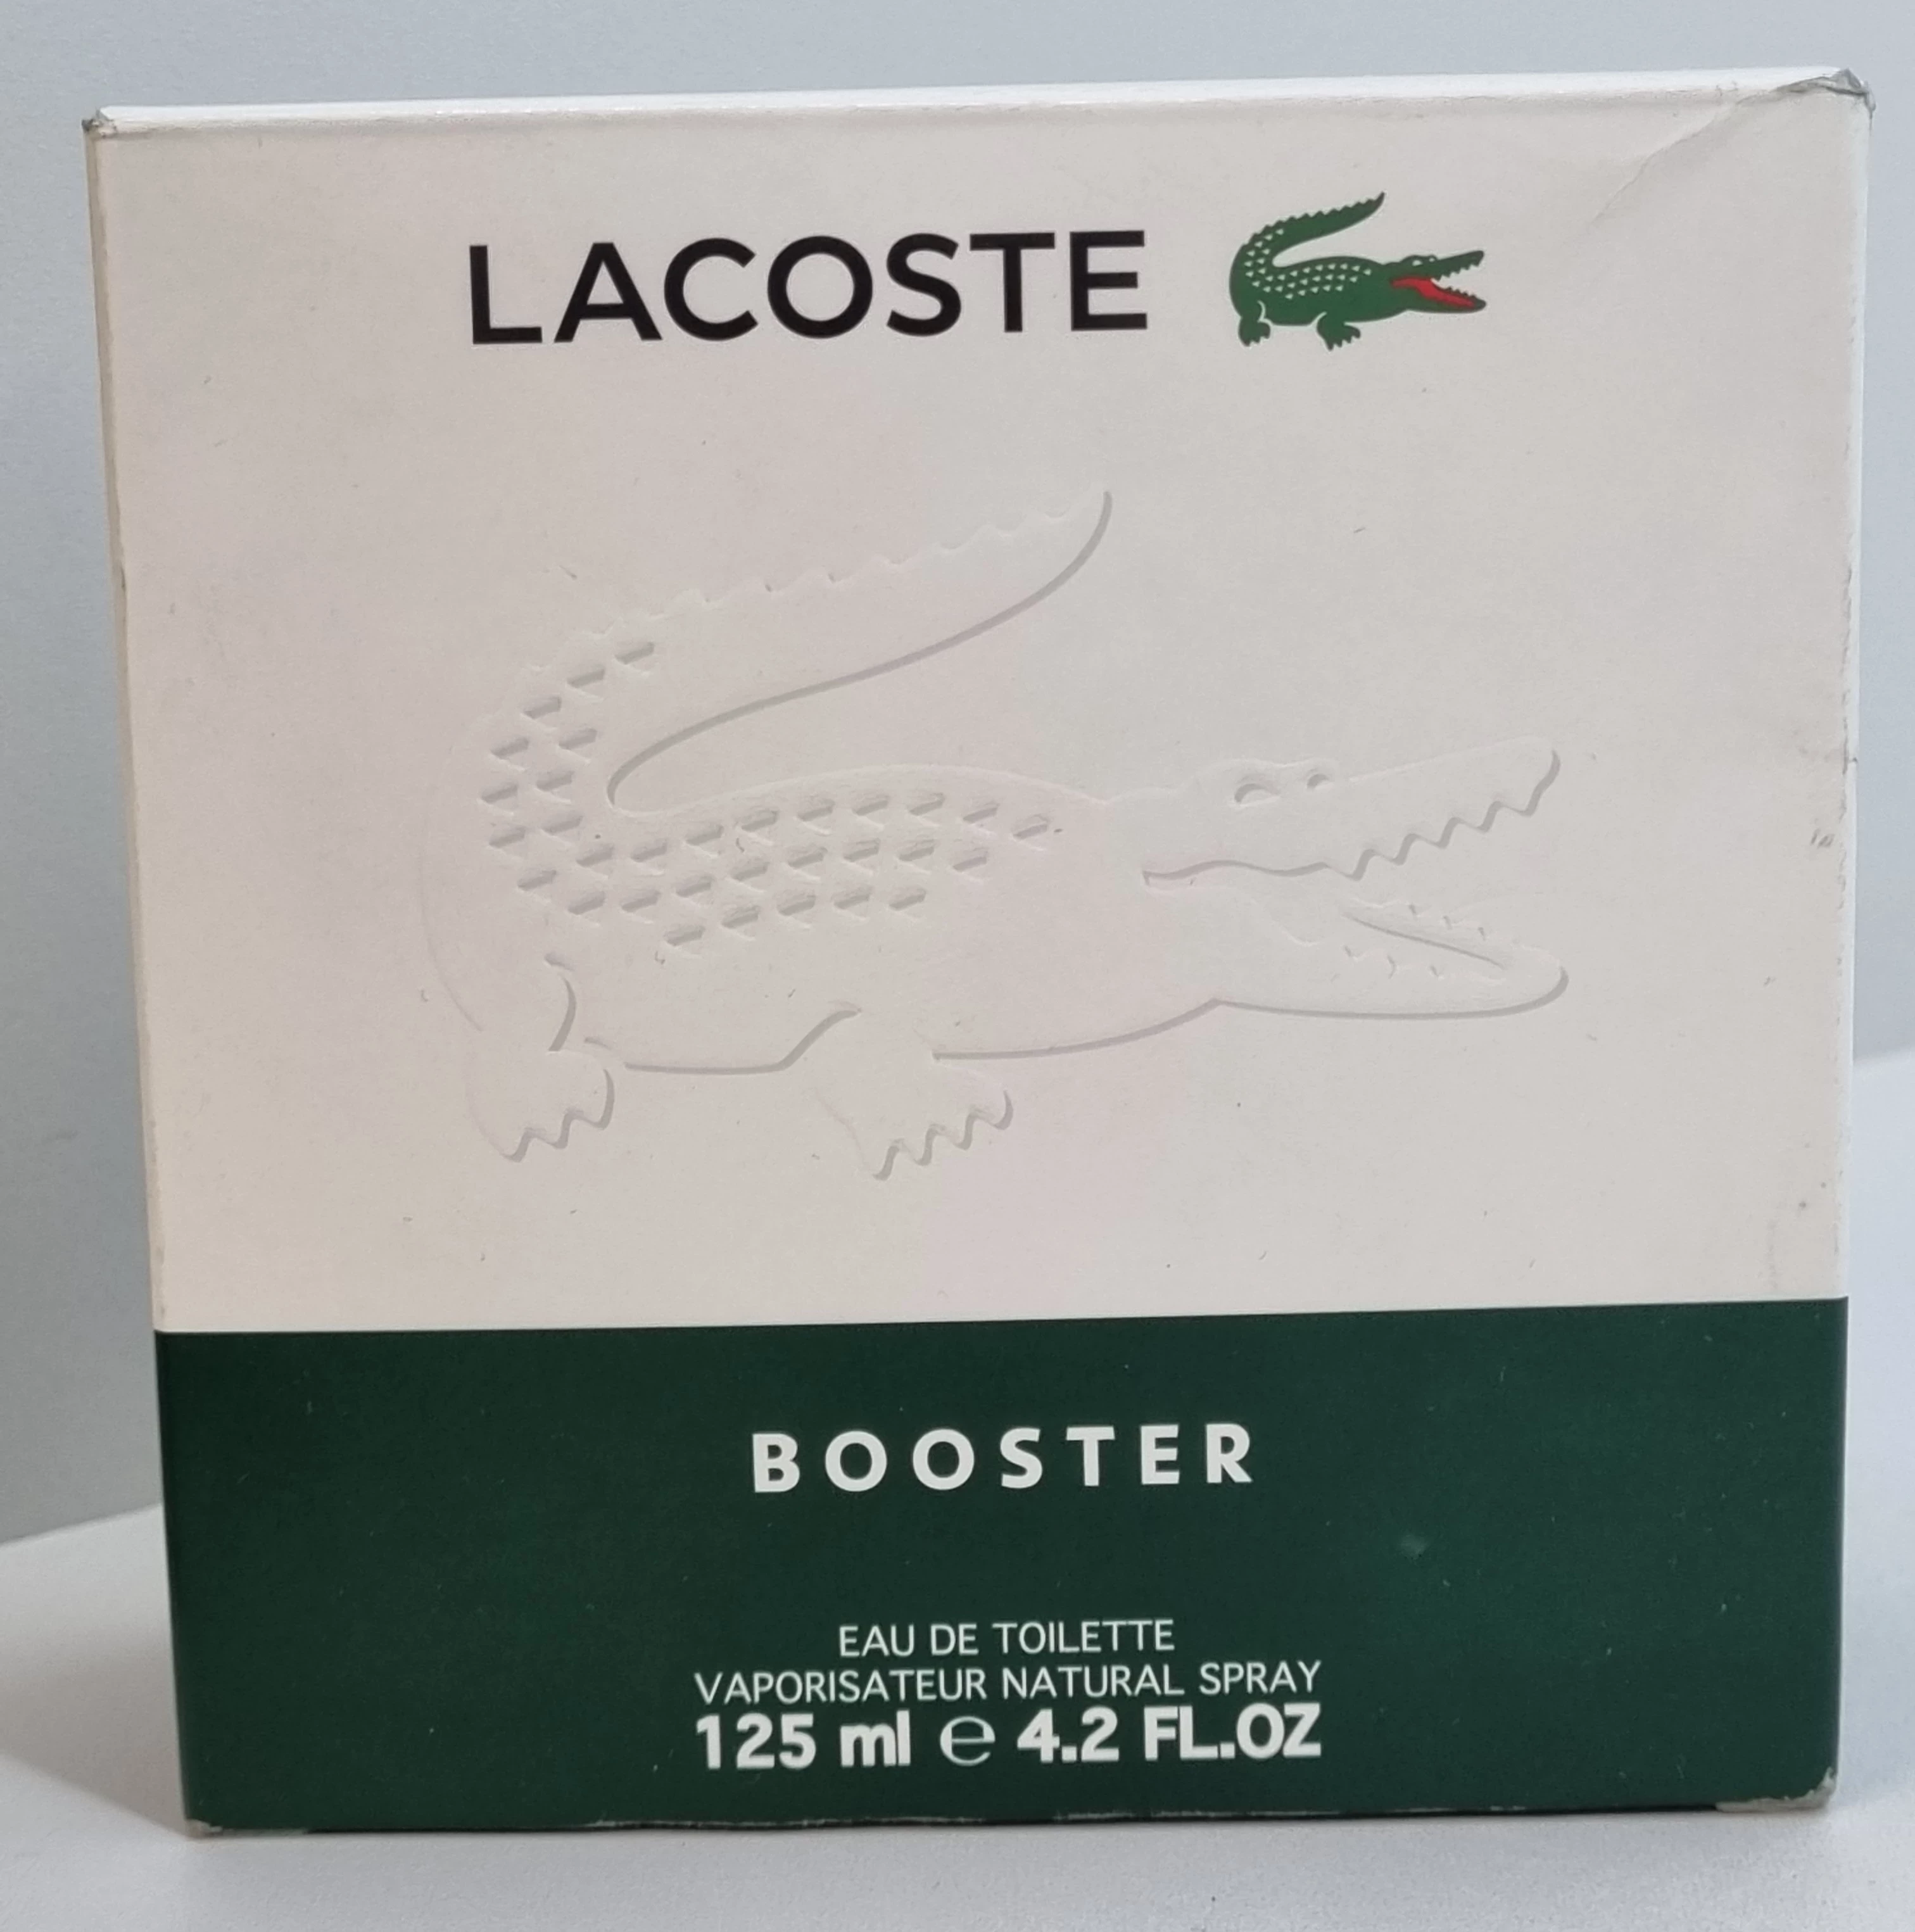 LACOSTE
BOOSTER
EAU DE TOILETTE
VAPORISATEUR NATURAL SPRAY
125 ml ℮ 4.2 FL.OZ